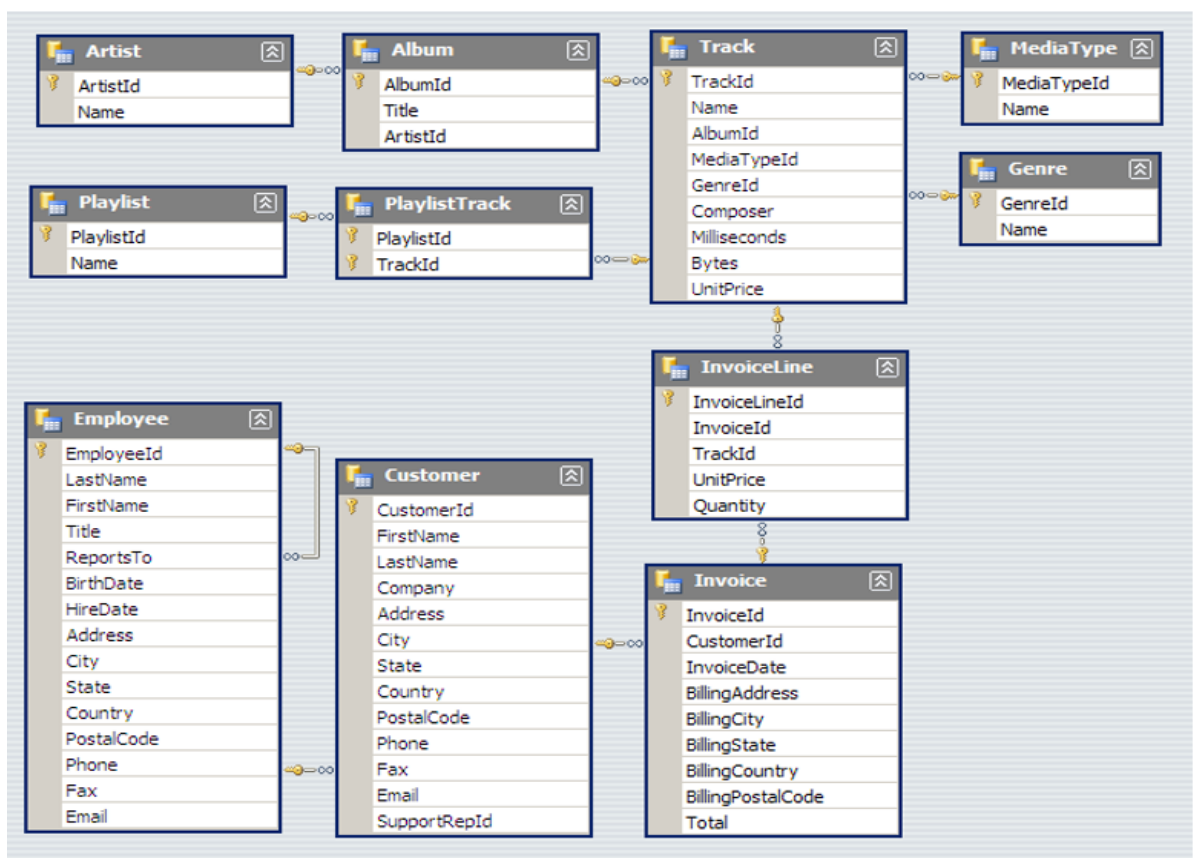 Artist
ArtistId
Name
Album
AlbumId
Title
ArtistId
Track
TrackId
Name
AlbumId
MediaTypeId
GenreId
Composer
Milliseconds
Bytes
UnitPrice
MediaType
MediaTypeId
Name
Genre
GenreId
Name
Playlist
PlaylistId
Name
PlaylistTrack
PlaylistId
TrackId
InvoiceLine
InvoiceLineId
InvoiceId
TrackId
UnitPrice
Quantity
Employee
EmployeeId
LastName
FirstName
Title
ReportsTo
BirthDate
HireDate
Address
City
State
Country
PostalCode
Phone
Fax
Email
Customer
CustomerId
FirstName
LastName
Company
Address
City
State
Country
PostalCode
Phone
Fax
Email
SupportRepId
Invoice
InvoiceId
CustomerId
InvoiceDate
BillingAddress
BillingCity
BillingState
BillingCountry
BillingPostalCode
Total